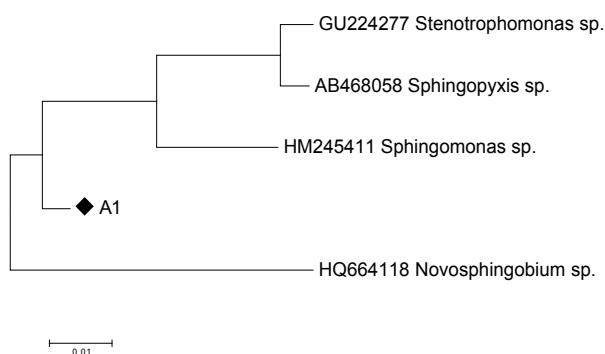 GU224277 Stenotrophomonas sp.
AB468058 Sphingopyxis sp.
HM245411 Sphingomonas sp.
A1
HQ664118 Novosphingobium sp.
0.01